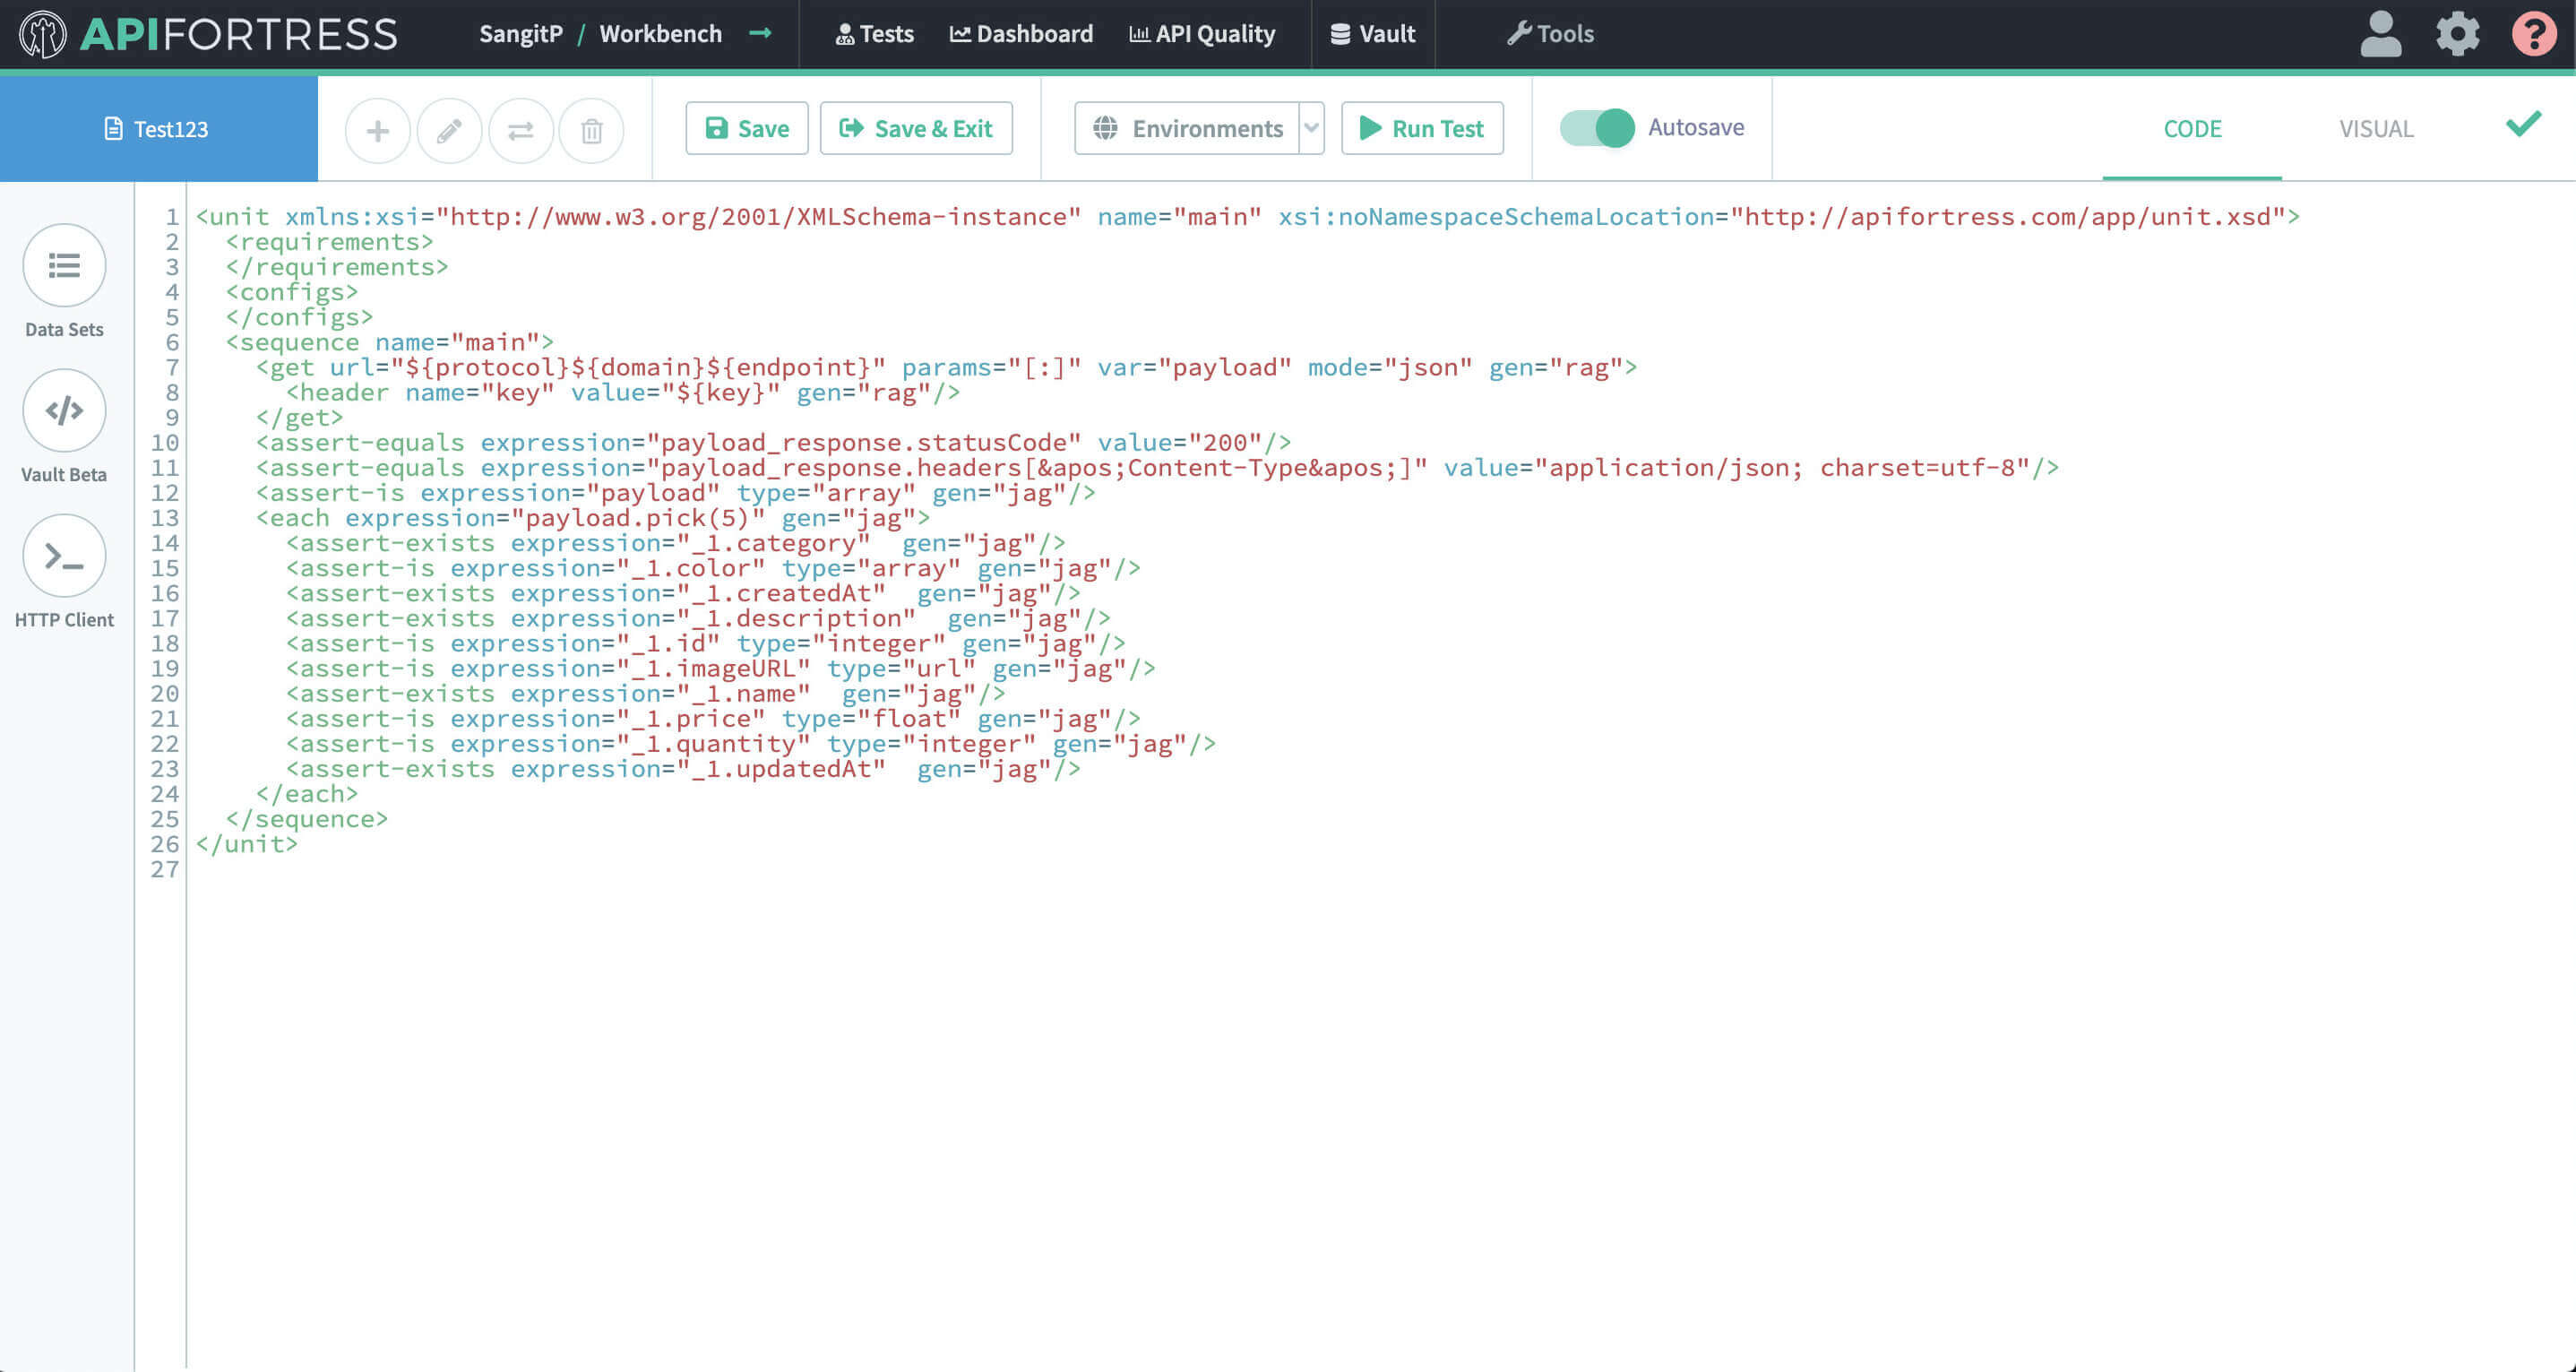 APIFORTRESS SangitP / Workbench → Tests Dashboard API Quality Vault Tools ?
Test123 Save Save & Exit Environments Run Test Autosave CODE VISUAL
Data Sets
Vault Beta
HTTP Client
1 <unit xmlns:xsi="http://www.w3.org/2001/XMLSchema-instance" name="main" xsi:noNamespaceSchemaLocation="http://apifortress.com/app/unit.xsd">
2   <requirements>
3   </requirements>
4   <configs>
5   </configs>
6   <sequence name="main">
7     <get url="${protocol}${domain}${endpoint}" params="[:]" var="payload" mode="json" gen="rag">
8       <header name="key" value="${key}" gen="rag"/>
9     </get>
10     <assert-equals expression="payload_response.statusCode" value="200"/>
11     <assert-equals expression="payload_response.headers[&apos;Content-Type&apos;]" value="application/json; charset=utf-8"/>
12     <assert-is expression="payload" type="array" gen="jag"/>
13     <each expression="payload.pick(5)" gen="jag">
14       <assert-exists expression="_1.category"  gen="jag"/>
15       <assert-is expression="_1.color" type="array" gen="jag"/>
16       <assert-exists expression="_1.createdAt"  gen="jag"/>
17       <assert-exists expression="_1.description"  gen="jag"/>
18       <assert-is expression="_1.id" type="integer" gen="jag"/>
19       <assert-is expression="_1.imageURL" type="url" gen="jag"/>
20       <assert-exists expression="_1.name"  gen="jag"/>
21       <assert-is expression="_1.price" type="float" gen="jag"/>
22       <assert-is expression="_1.quantity" type="integer" gen="jag"/>
23       <assert-exists expression="_1.updatedAt"  gen="jag"/>
24     </each>
25   </sequence>
26 </unit>
27